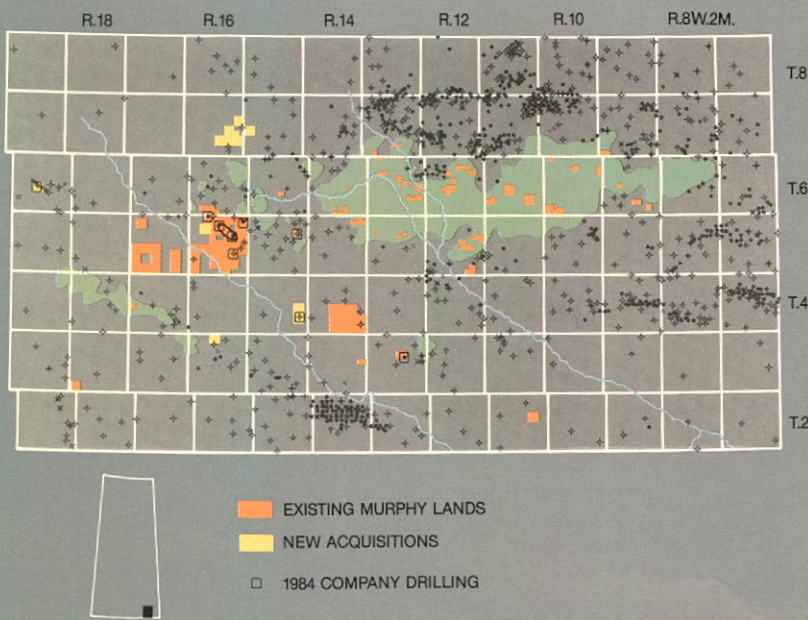 R.18 R.16 R.14 R.12 R.10 R.8W.2M.
T.8
T.6
T.4
T.2
EXISTING MURPHY LANDS
NEW ACQUISITIONS
1984 COMPANY DRILLING